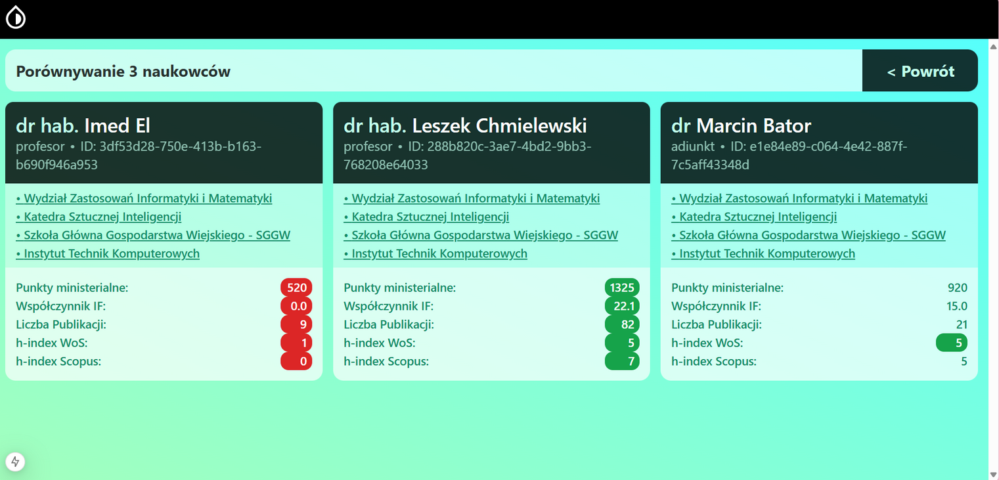 Porównywanie 3 naukowców
< Powrót
dr hab. Imed El
profesor • ID: 3df53d28-750e-413b-b163-
b690f946a953
• Wydział Zastosowań Informatyki i Matematyki
• Katedra Sztucznej Inteligencji
• Szkoła Główna Gospodarstwa Wiejskiego - SGGW
• Instytut Technik Komputerowych
Punkty ministerialne: 520
Współczynnik IF: 0.0
Liczba Publikacji: 9
h-index WoS: 1
h-index Scopus: 0
dr hab. Leszek Chmielewski
profesor • ID: 288b820c-3ae7-4bd2-9bb3-
768208e64033
• Wydział Zastosowań Informatyki i Matematyki
• Katedra Sztucznej Inteligencji
• Szkoła Główna Gospodarstwa Wiejskiego - SGGW
• Instytut Technik Komputerowych
Punkty ministerialne: 1325
Współczynnik IF: 22.1
Liczba Publikacji: 82
h-index WoS: 5
h-index Scopus: 7
dr Marcin Bator
adiunkt • ID: e1e84e89-c064-4e42-887f-
7c5aff43348d
• Wydział Zastosowań Informatyki i Matematyki
• Katedra Sztucznej Inteligencji
• Szkoła Główna Gospodarstwa Wiejskiego - SGGW
• Instytut Technik Komputerowych
Punkty ministerialne: 920
Współczynnik IF: 15.0
Liczba Publikacji: 21
h-index WoS: 5
h-index Scopus: 5